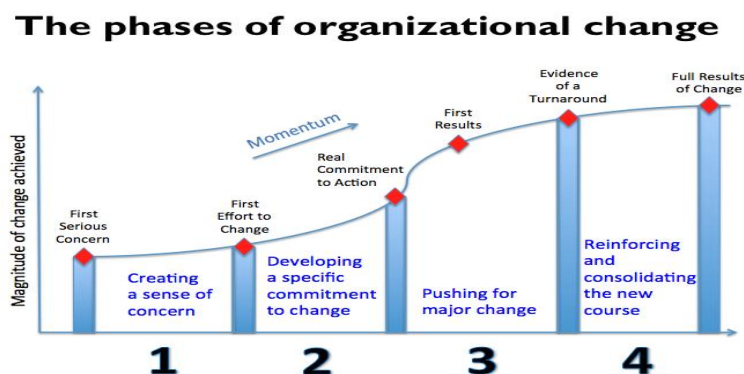 The phases of organizational change
Magnitude of change achieved
First
Serious
Concern
First
Effort to
Change
Momentum
Real
Commitment
to Action
First
Results
Evidence
of a
Turnaround
Full Results
of Change
Creating
a sense of
concern
Developing
a specific
commitment
to change
Pushing for
major change
Reinforcing
and
consolidating
the new
course
1
2
3
4